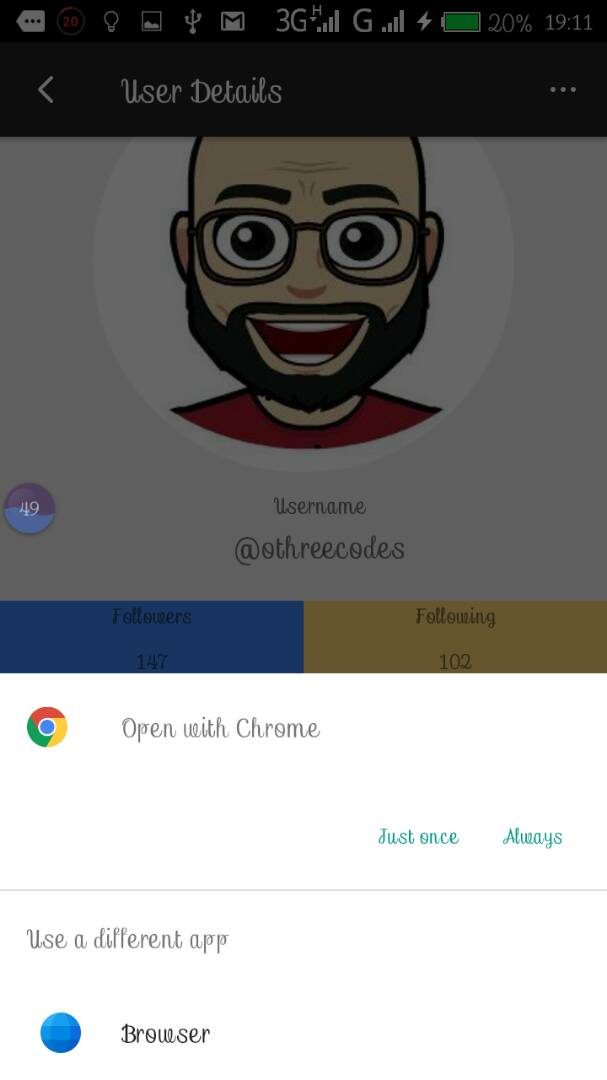 20 3G H G 20% 19:11
User Details
49
Username
@othreecodes
Followers Following
147 102
Open with Chrome
Just once Always
Use a different app
Browser